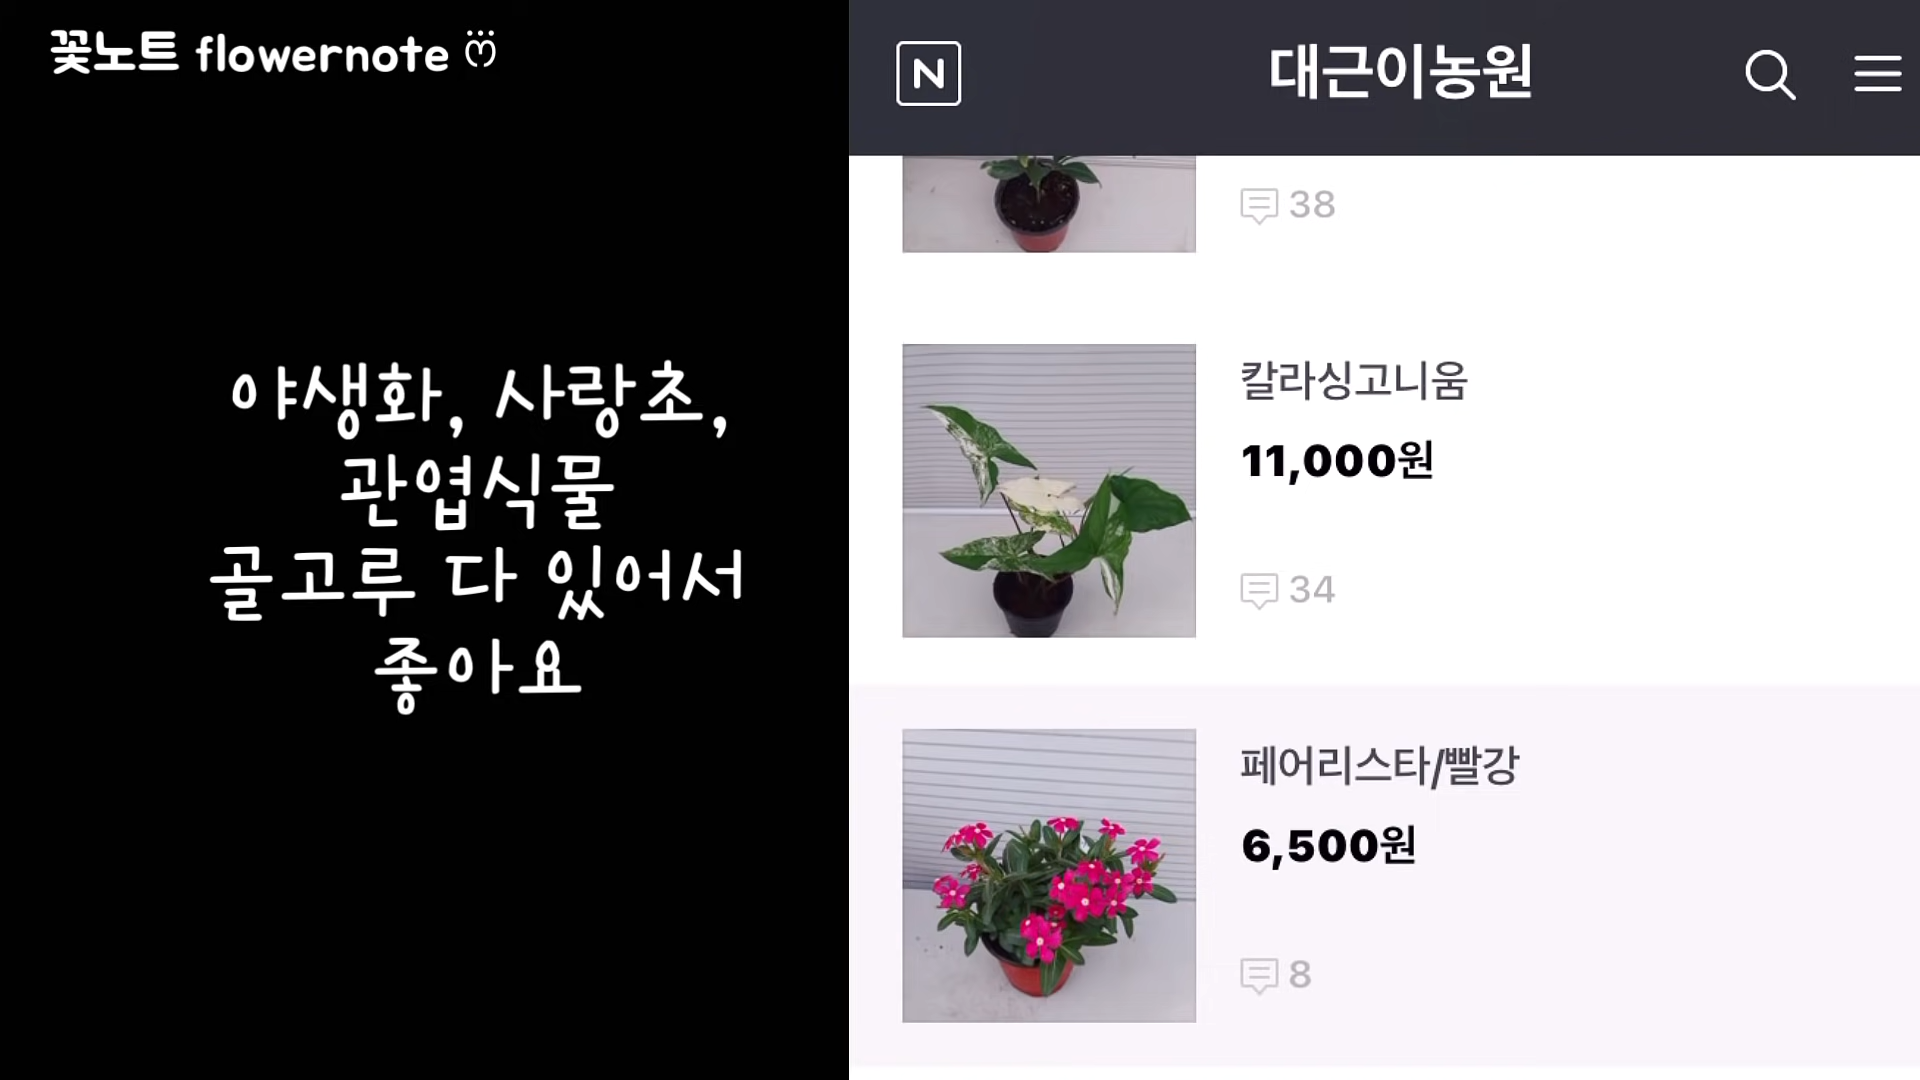 꽃노트 flowernote
야생화, 사랑초,
관엽식물
골고루 다 있어서
좋아요
N
대근이농원
38
칼라싱고니움
11,000원
34
페어리스타/빨강
6,500원
8